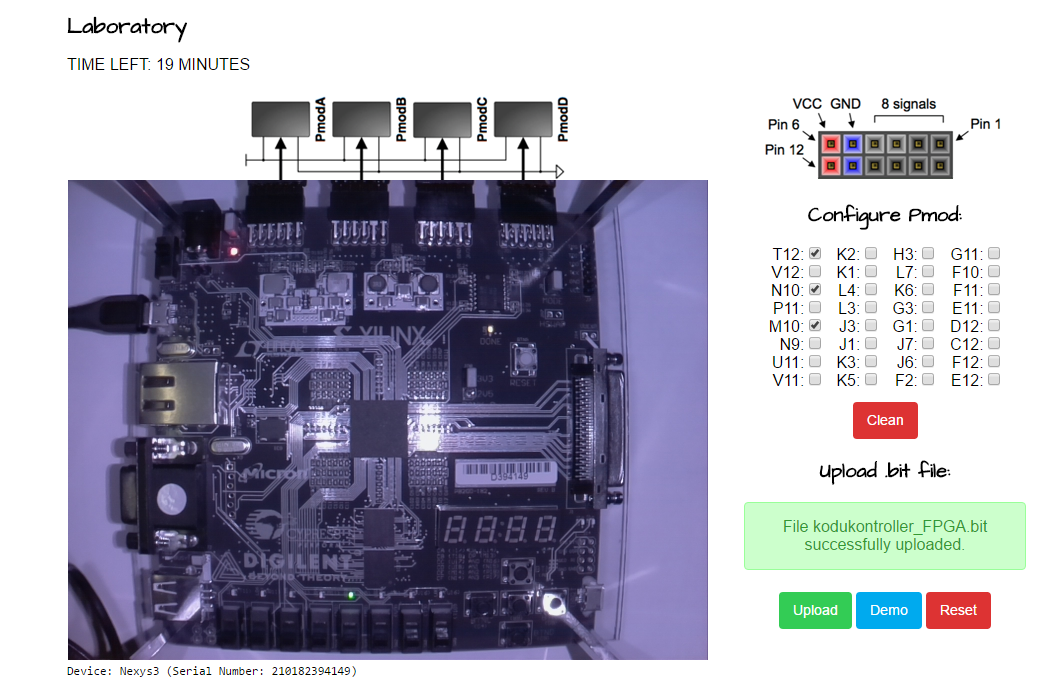 Laboratory
TIME LEFT: 19 MINUTES
PmodA
PmodB
PmodC
PmodD
VCC GND 8 signals
Pin 6
Pin 1
Pin 12
Configure Pmod:
T12: K2: H3: G11:
V12: K1: L7: F10:
N10: L4: K6: F11:
P11: L3: G3: E11:
M10: J3: G1: D12:
N9: J1: J7: C12:
U11: K3: J6: F12:
V11: K5: F2: E12:
Clean
Upload .bit file:
File kodukontroller_FPGA.bit
successfully uploaded.
Upload Demo Reset
XILINX
DONE
RESET
Micron
D394149
DIGILENT
BEYOND THEORY
Device: Nexys3 (Serial Number: 210182394149)